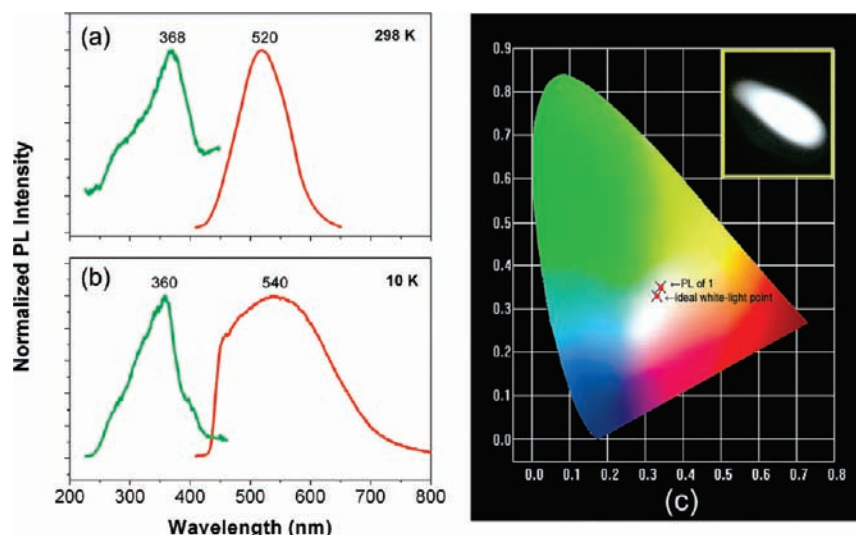 (a)
368
520
298 K
(b)
360
540
10 K
Normalized PL Intensity
200 300 400 500 600 700 800
Wavelength (nm)
0.9
0.8
0.7
0.6
0.5
0.4
0.3
0.2
0.1
0.0
←PL of 1
←ideal white-light point
0.0 0.1 0.2 0.3 0.4 0.5 0.6 0.7 0.8
(c)